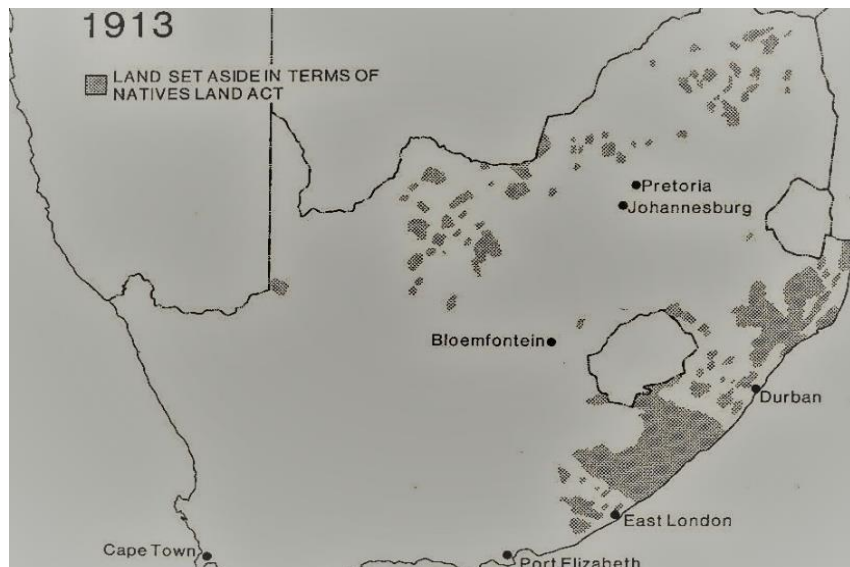 1913
LAND SET ASIDE IN TERMS OF
NATIVES LAND ACT
Pretoria
Johannesburg
Bloemfontein
Durban
East London
Cape Town
Port Elizabeth